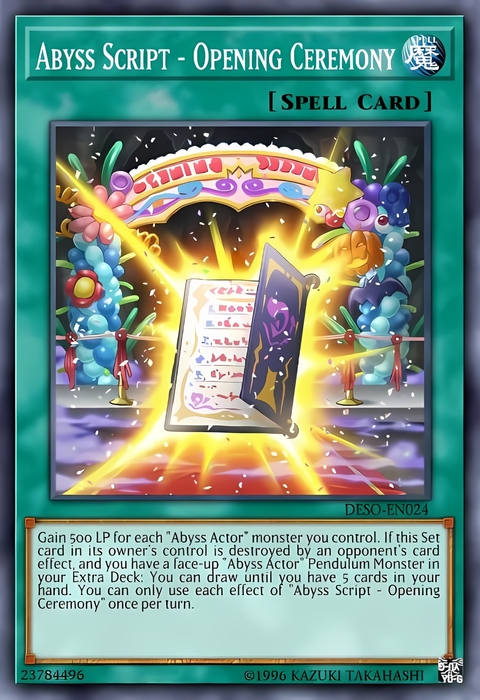 ABYSS SCRIPT - OPENING CEREMONY
魔
[ SPELL CARD ]
DESO-EN024
Gain 500 LP for each "Abyss Actor" monster you control. If this Set
card in its owner's control is destroyed by an opponent's card
effect, and you have a face-up "Abyss Actor" Pendulum Monster in
your Extra Deck: You can draw until you have 5 cards in your
hand. You can only use each effect of "Abyss Script - Opening
Ceremony" once per turn.
23784496
©1996 KAZUKI TAKAHASHI